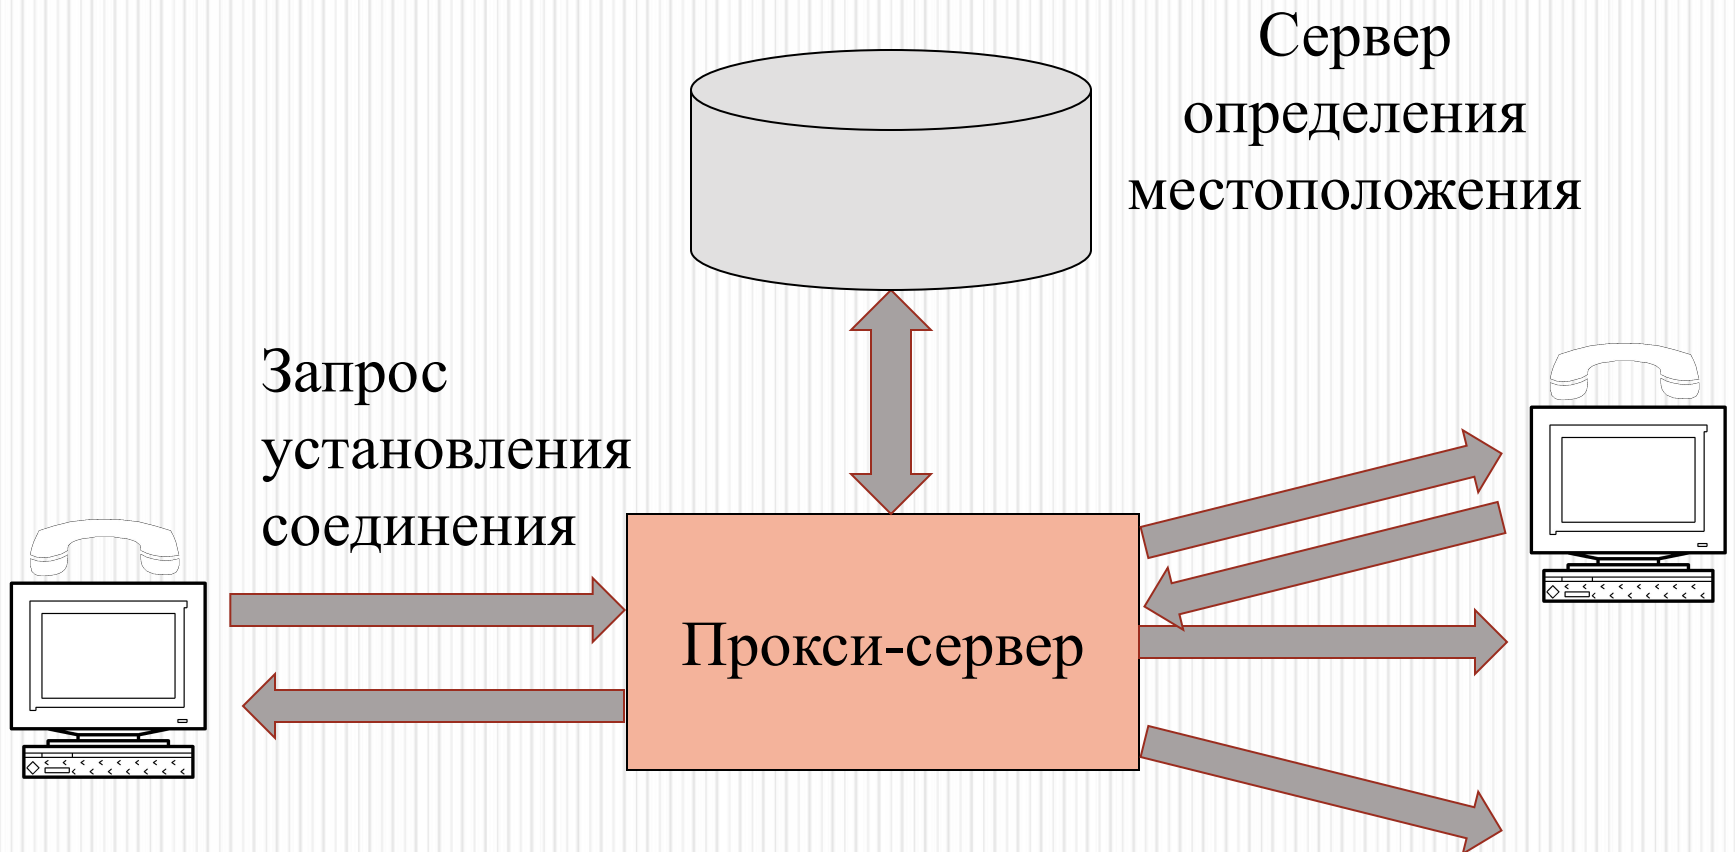 Сервер
определения
местоположения
Запрос
установления
соединения
Прокси-сервер